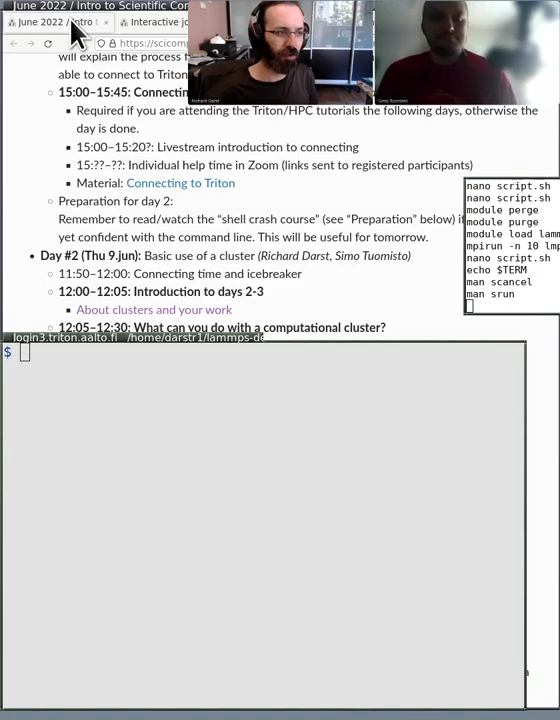 June 2022 / Intro to Scientific Co
June 2022 / Intro t
Interactive jo
https://scicomp
will explain the process f
able to connect to Triton
15:00–15:45: Connectin
Required if you are attending the Triton/HPC tutorials the following days, otherwise the
day is done.
15:00–15:20?: Livestream introduction to connecting
15:??–??: Individual help time in Zoom (links sent to registered participants)
Material: Connecting to Triton
Preparation for day 2:
Remember to read/watch the “shell crash course” (see “Preparation” below) if
yet confident with the command line. This will be useful for tomorrow.
Day #2 (Thu 9.jun): Basic use of a cluster (Richard Darst, Simo Tuomisto)
11:50–12:00: Connecting time and icebreaker
12:00–12:05: Introduction to days 2-3
About clusters and your work
12:05–12:30: What can you do with a computational cluster?
Richard Darst
Simo Tuomisto
nano script.sh
nano script.sh
module perge
module purge
module load lamm
mpirun -n 10 lmp
nano script.sh
echo $TERM
man scancel
man srun
login3.triton.aalto.fi /home/darstr1/lammps-de
$